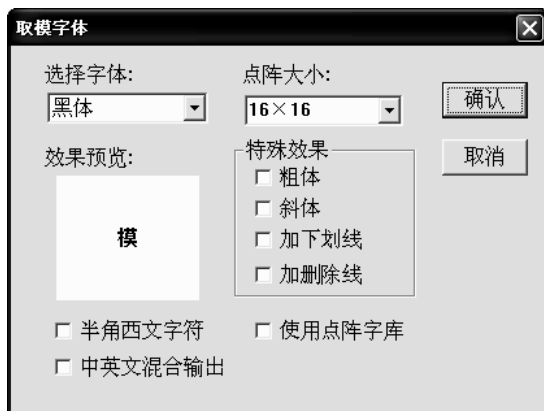 取模字体
选择字体:
点阵大小:
黑体
16×16
确认
效果预览:
特殊效果
取消
粗体
模
斜体
加下划线
加删除线
半角西文字符
使用点阵字库
中英文混合输出